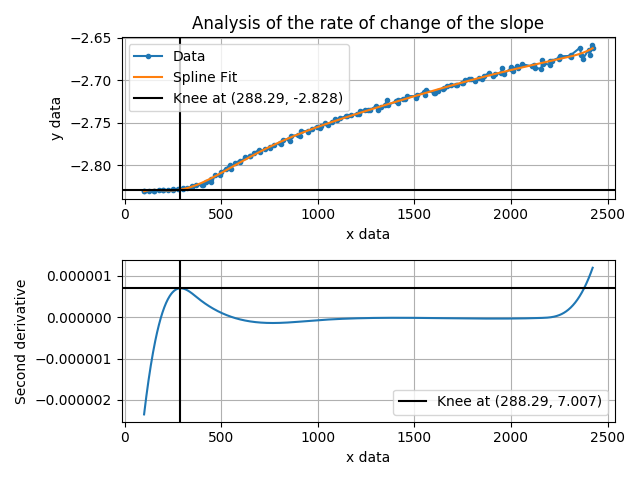 Analysis of the rate of change of the slope
−2.65
−2.70
−2.75
−2.80
y data
Data
Spline Fit
Knee at (288.29, -2.828)
0 500 1000 1500 2000 2500
x data
0.000001
0.000000
−0.000001
−0.000002
Second derivative
Knee at (288.29, 7.007)
0 500 1000 1500 2000 2500
x data